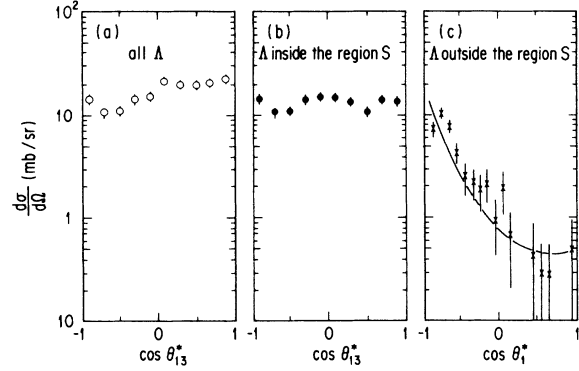 (a)
all Λ
(b)
Λ inside the region S
(c)
Λ outside the region S
10²
10
1
10
dσ/dΩ (mb/sr)
-1 0 1
-1 0 1
-1 0 1
cos θ*₁₃
cos θ*₁₃
cos θ*₁